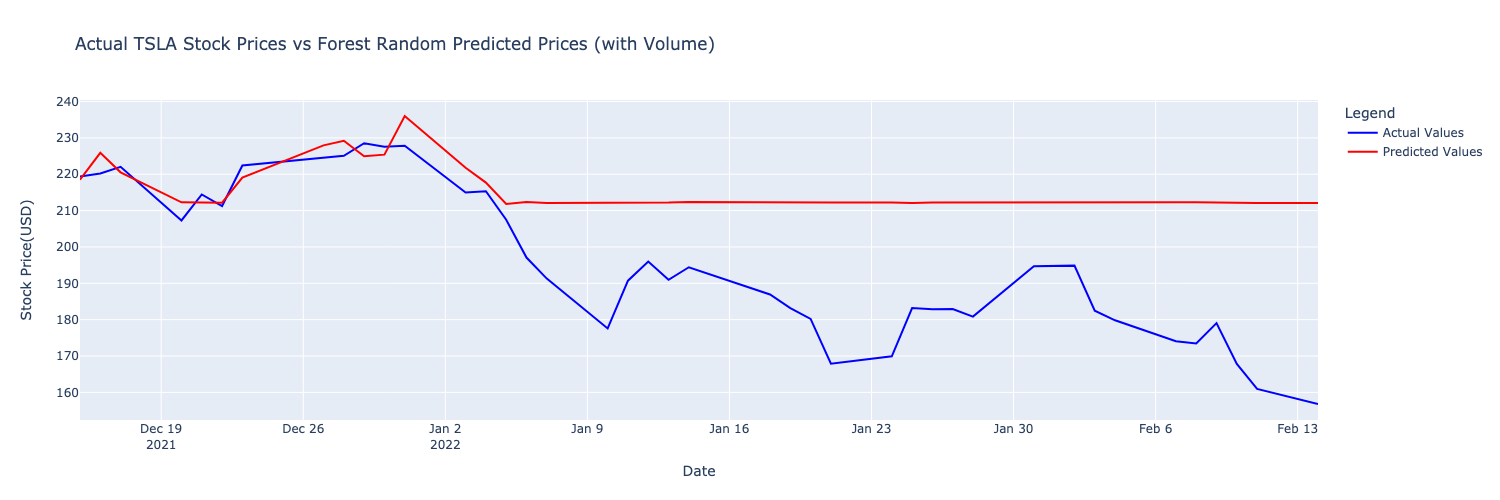 Actual TSLA Stock Prices vs Forest Random Predicted Prices (with Volume)
Legend
Actual Values
Predicted Values
Stock Price(USD)
240
230
220
210
200
190
180
170
160
Dec 19
2021
Dec 26
Jan 2
2022
Jan 9
Jan 16
Jan 23
Jan 30
Feb 6
Feb 13
Date